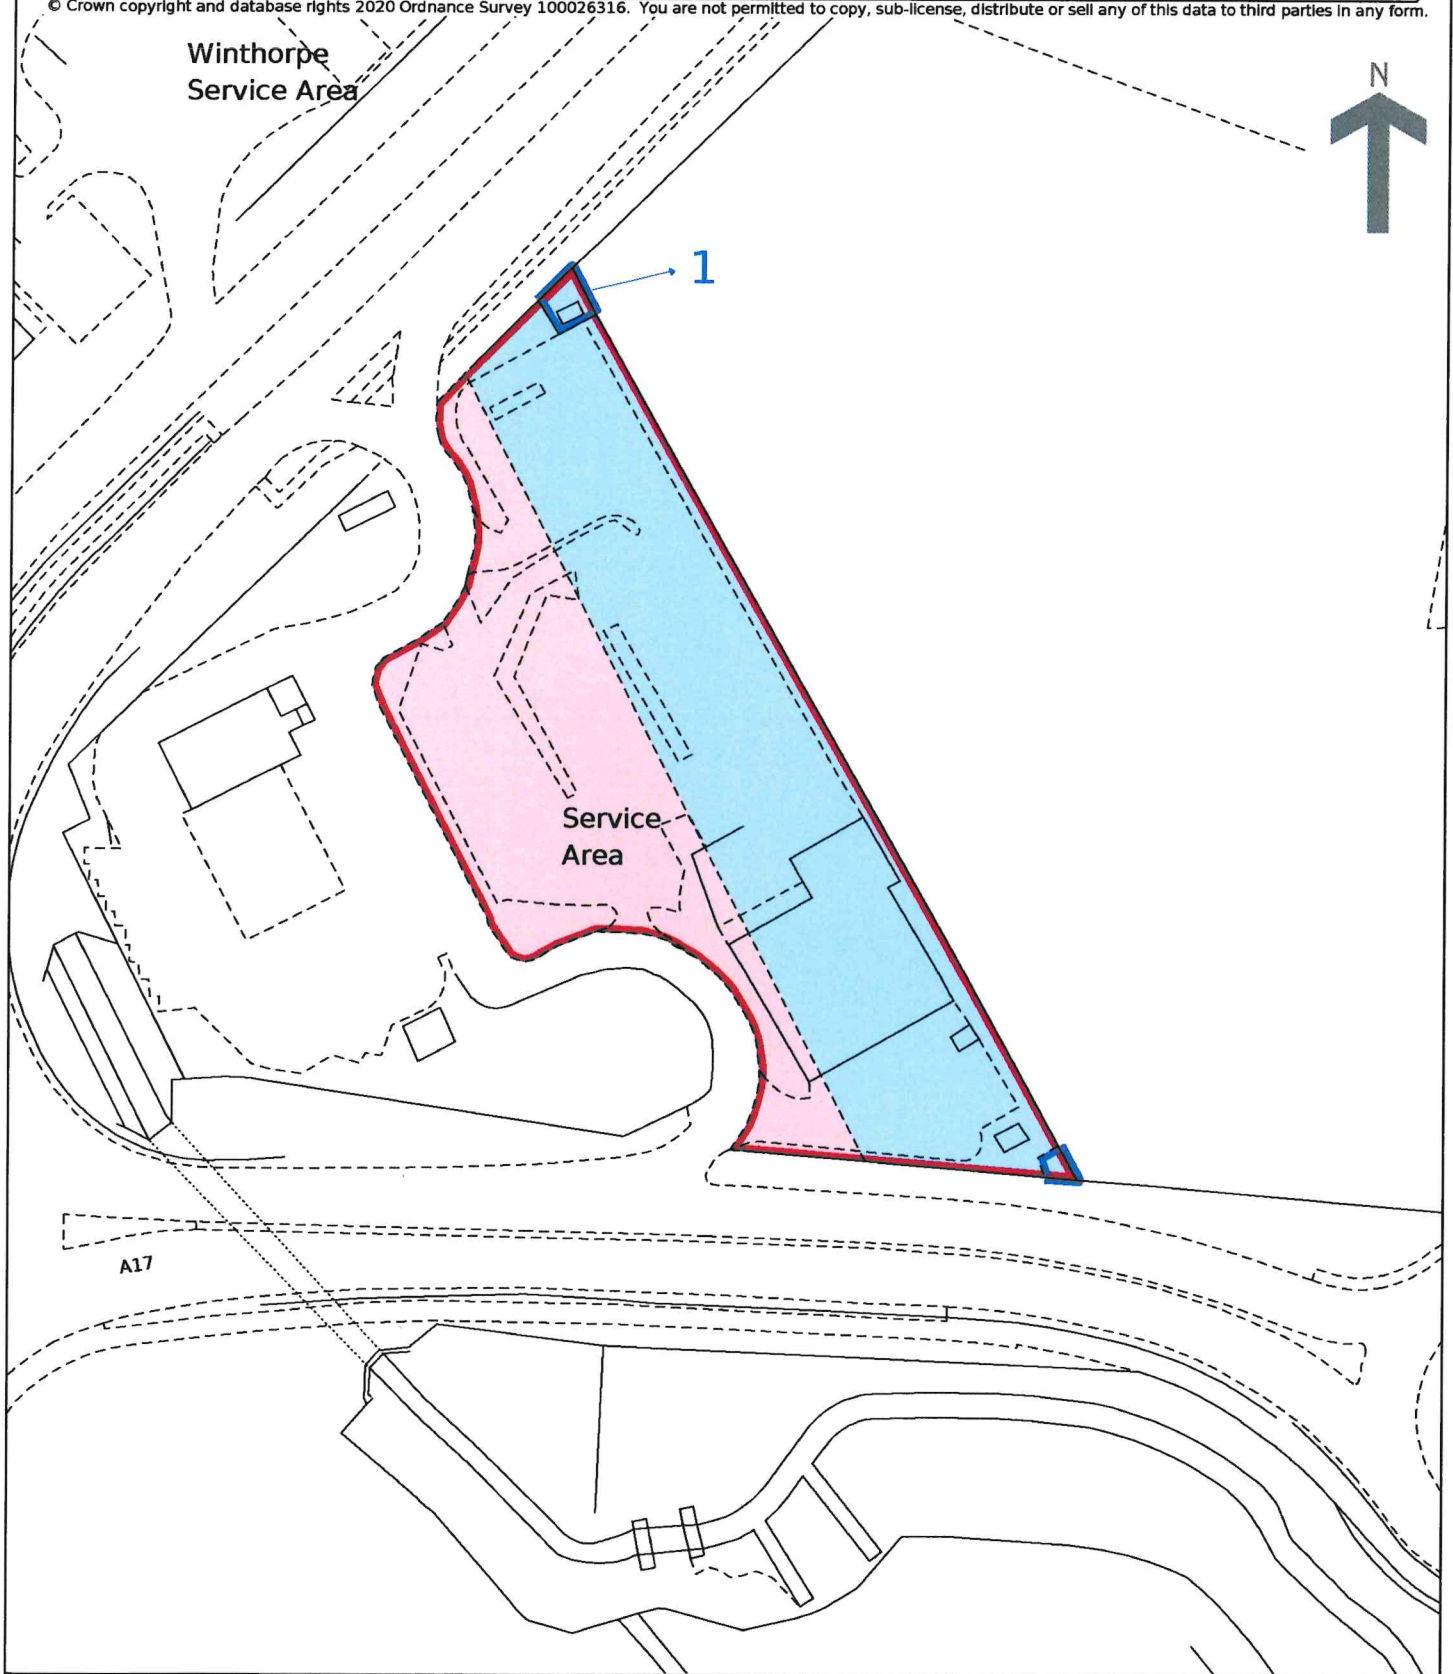 © Crown copyright and database rights 2020 Ordnance Survey 100026316. You are not permitted to copy, sub-license, distribute or sell any of this data to third parties in any form.
Winthorpe
Service Area
N
1
Service
Area
A17